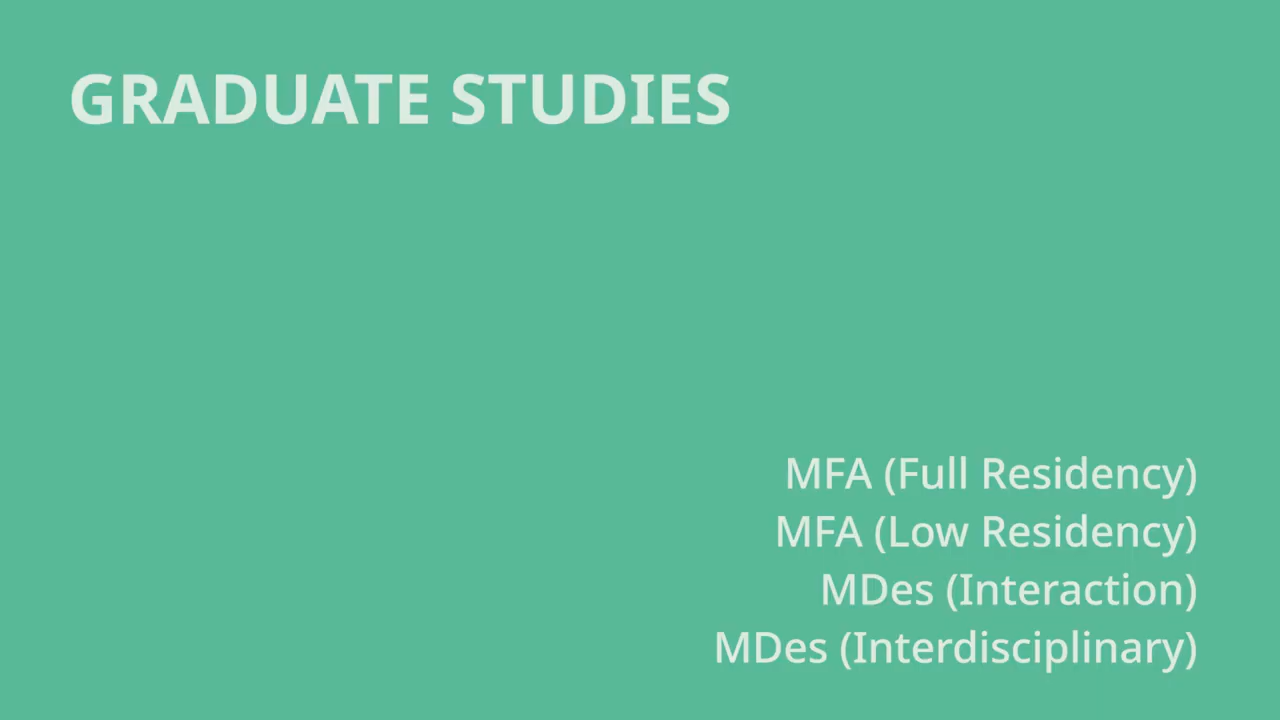 GRADUATE STUDIES
MFA (Full Residency)
MFA (Low Residency)
MDes (Interaction)
MDes (Interdisciplinary)